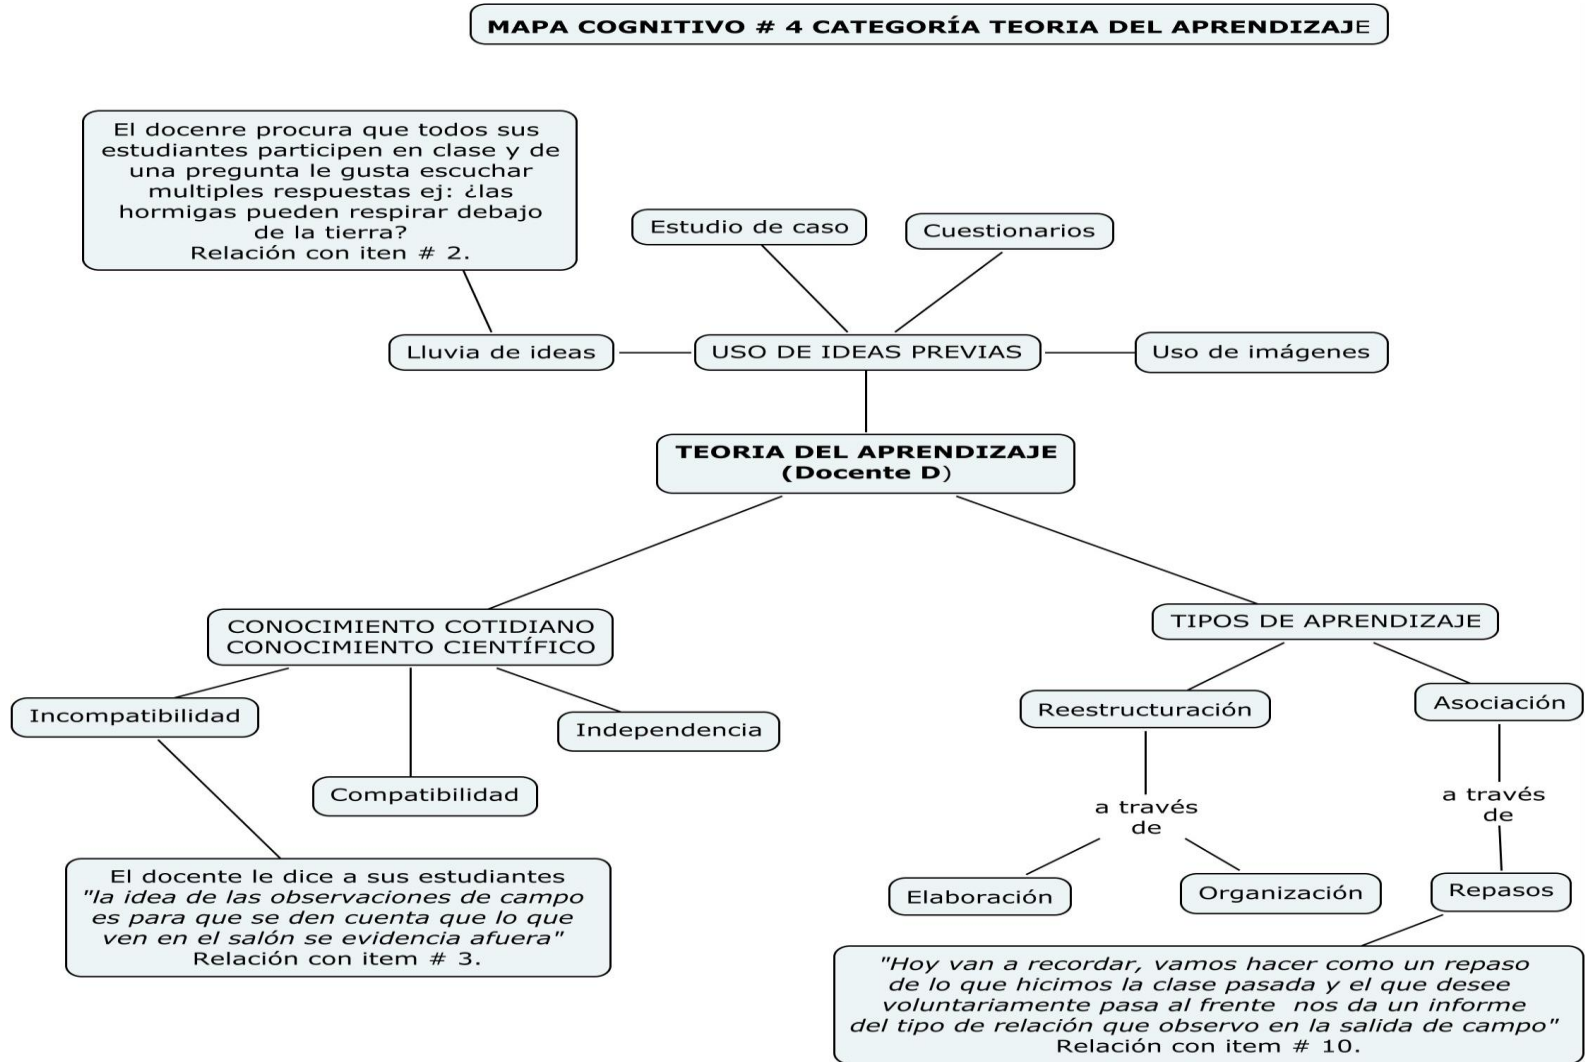 MAPA COGNITIVO # 4 CATEGORÍA TEORIA DEL APRENDIZAJE
El docenre procura que todos sus
estudiantes participen en clase y de
una pregunta le gusta escuchar
multiples respuestas ej: ¿las
hormigas pueden respirar debajo
de la tierra?
Relación con iten # 2.
Estudio de caso
Cuestionarios
Lluvia de ideas
USO DE IDEAS PREVIAS
Uso de imágenes
TEORIA DEL APRENDIZAJE
(Docente D)
CONOCIMIENTO COTIDIANO
CONOCIMIENTO CIENTÍFICO
TIPOS DE APRENDIZAJE
Incompatibilidad
Independencia
Compatibilidad
Reestructuración
Asociación
a través
de
a través
de
El docente le dice a sus estudiantes
"la idea de las observaciones de campo
es para que se den cuenta que lo que
ven en el salón se evidencia afuera"
Relación con item # 3.
Elaboración
Organización
Repasos
"Hoy van a recordar, vamos hacer como un repaso
de lo que hicimos la clase pasada y el que desee
voluntariamente pasa al frente nos da un informe
del tipo de relación que observo en la salida de campo"
Relación con item # 10.